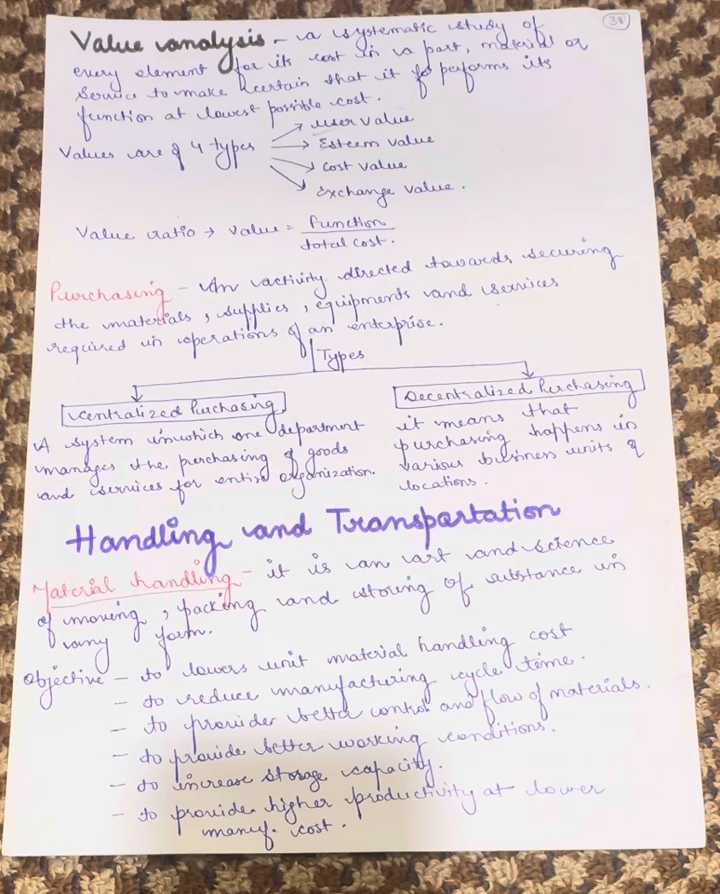 38
Value analysis - a systematic study of
every element for its cost in a part, material or
service to make certain that it performs its
function at lowest possible cost.
Values are of 4 types
user value
Esteem value
cost value
Exchange value.
Value ratio → value = function / total cost.
Purchasing - An activity directed towards securing
the materials, supplies, equipments and services
required in operations of an enterprise.
Types
Centralized Purchasing
A system in which one department
manages the purchasing of goods
and services for entire organization
Decentralized Purchasing
it means that
purchasing happens in
various business units &
locations.
Handling and Transportation
Material handling - it is an art and science
of moving, packing and storing of substance in
any form.
Objective - to lowers unit material handling cost
- to reduce manufacturing cycle time.
- to provider better control and flow of materials.
- to provide better working conditions.
- to increase storage capacity.
- to provide higher productivity at lower
manuf. cost.